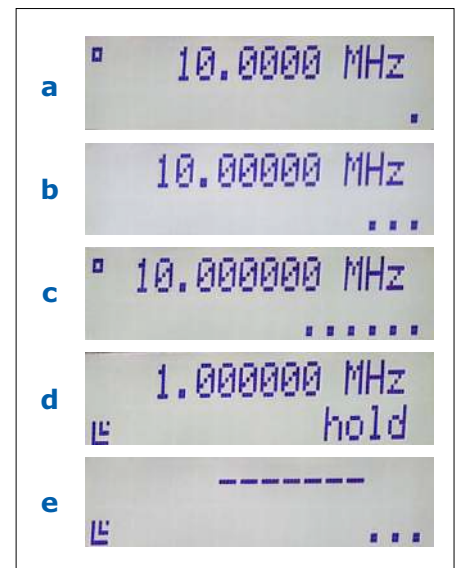 a
10.0000 MHz
.
b
10.00000 MHz
...
c
10.000000 MHz
......
d
1.000000 MHz
hold
e
-------
...